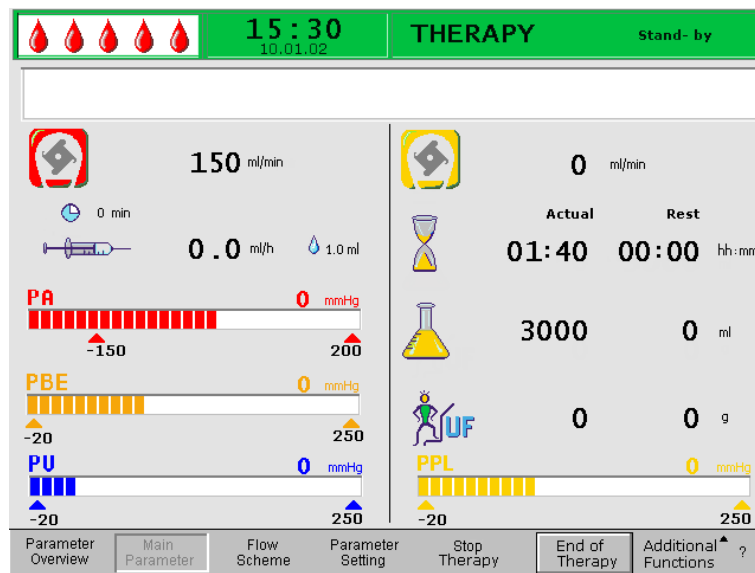 15:30 THERAPY Stand- by
10.01.02
150 ml/min
0 ml/min
0 min
Actual Rest
0.0 ml/h 1.0 ml
01:40 00:00 hh:mm
PA 0 mmHg
-150 200
3000 0 ml
PBE 0 mmHg
-20 250
UF 0 0 g
PV 0 mmHg
-20 250
PPL 0 mmHg
-20 250
Parameter Overview
Main Parameter
Flow Scheme
Parameter Setting
Stop Therapy
End of Therapy
Additional Functions
?